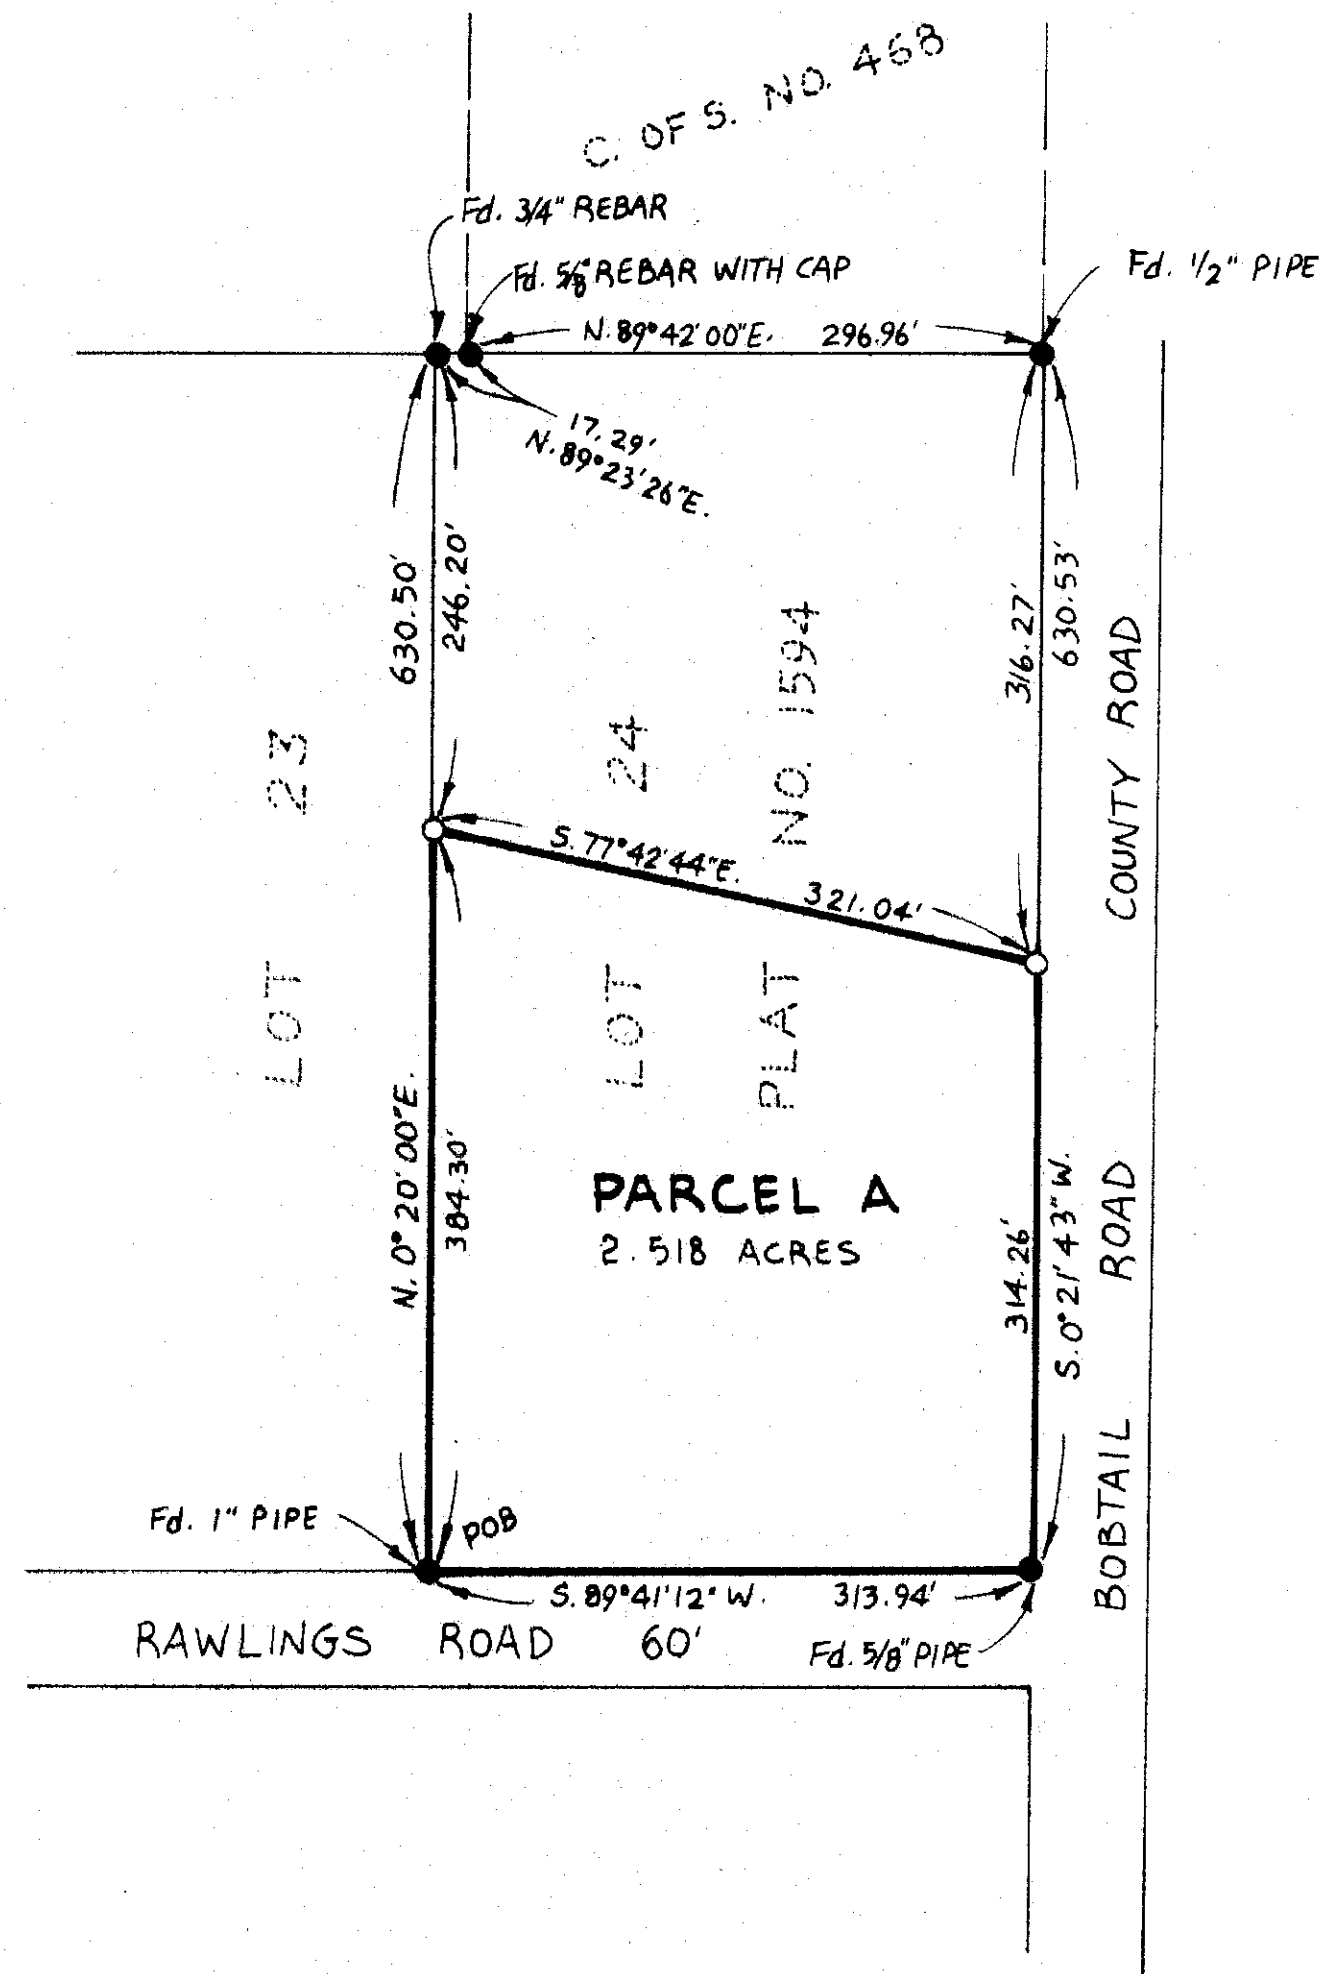 C. OF S. NO. 468
Fd. 3/4" REBAR
Fd. 5/8" REBAR WITH CAP
Fd. 1/2" PIPE
N. 89°42'00"E. 296.96'
17.29'
N. 89°23'26"E.
630.50'
246.20'
316.27'
630.53'
LOT 23
LOT 24
PLAT NO. 1594
COUNTY ROAD
S. 77°42'44"E. 321.04'
N. 0°20'00"E.
384.30'
PARCEL A
2.518 ACRES
314.26'
S. 0°21'43"W.
BOBTAIL ROAD
Fd. 1" PIPE
POB
S. 89°41'12"W. 313.94'
RAWLINGS ROAD 60'
Fd. 5/8" PIPE